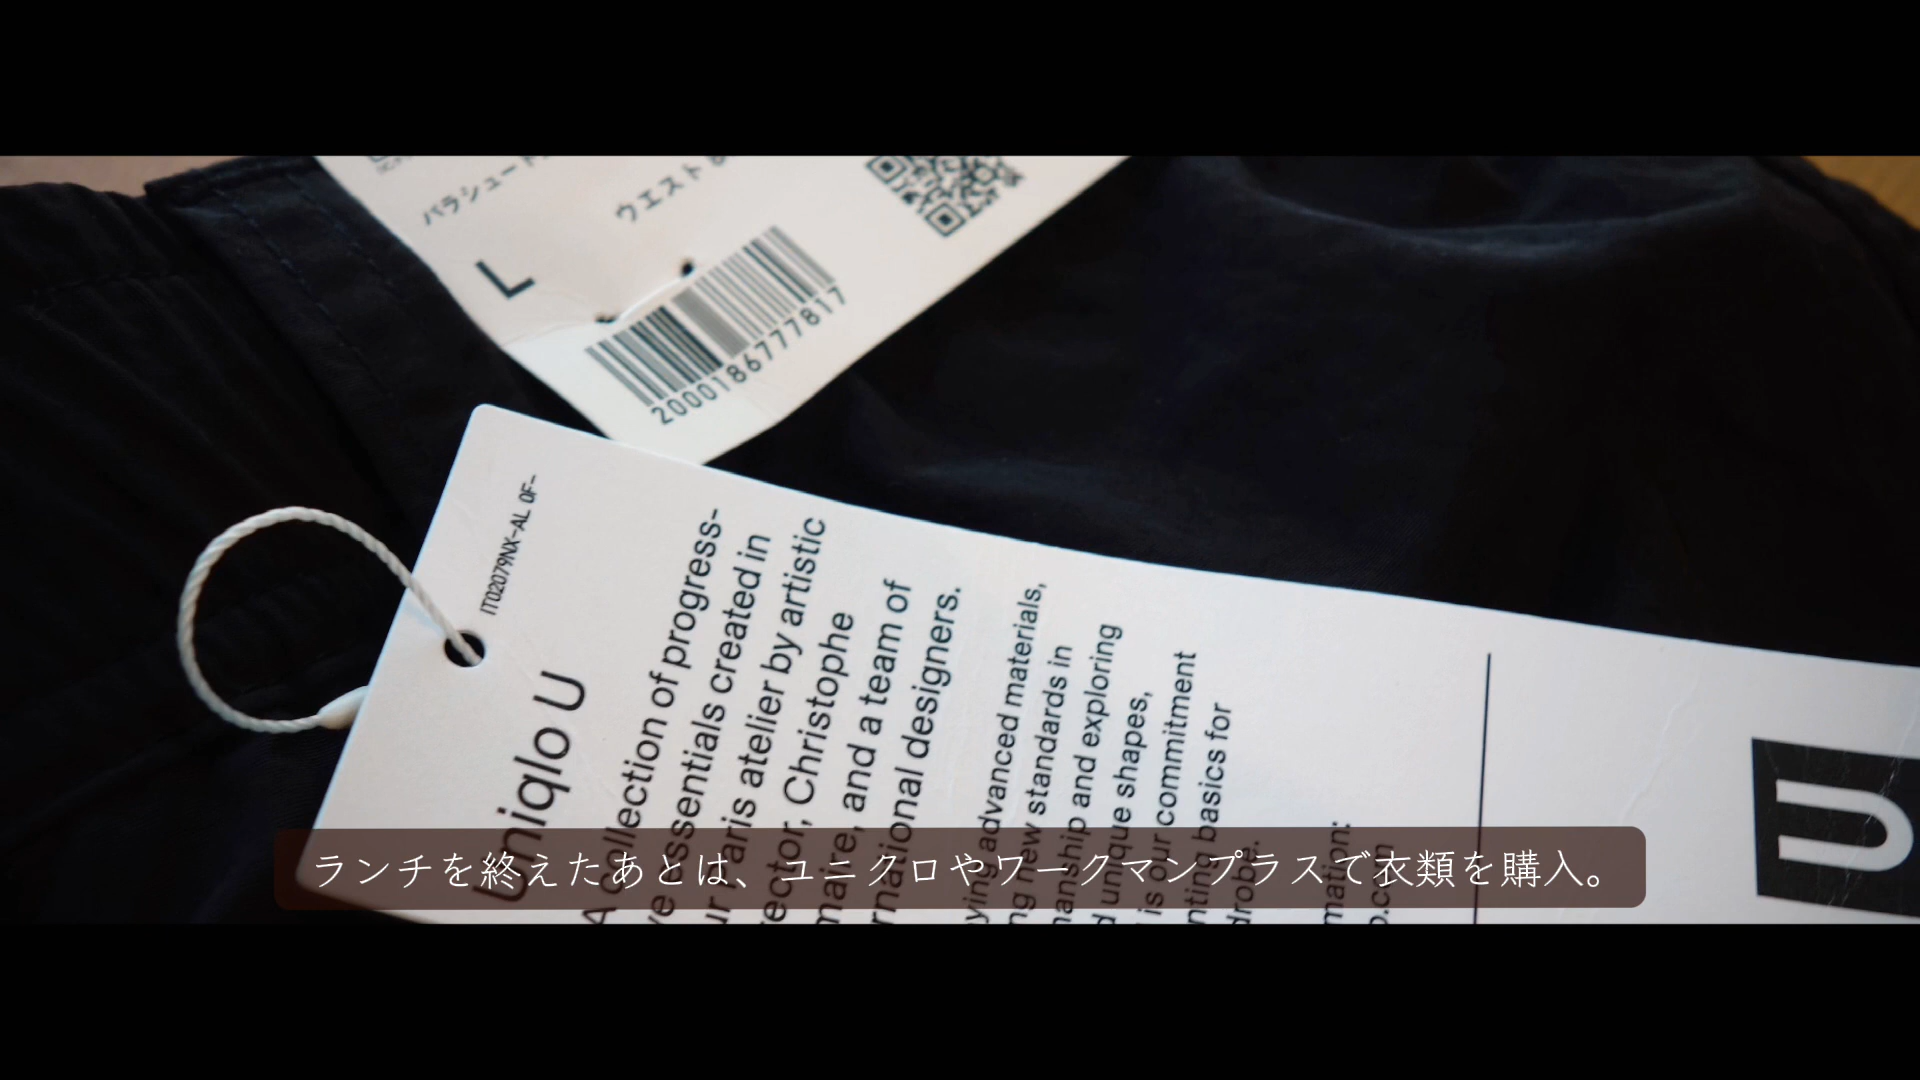 パラシュート
ウエスト
L
2000186777817
IT02079NX-AL OF-
Uniqlo U
A collection of progress-
ve essentials created in
ur Paris atelier by artistic
rector, Christophe
maire, and a team of
rnational designers.
ying advanced materials,
ng new standards in
manship and exploring
d unique shapes,
is our commitment
nting basics for
drobe.
mation:
o.com
U
ランチを終えたあとは、ユニクロやワークマンプラスで衣類を購入。